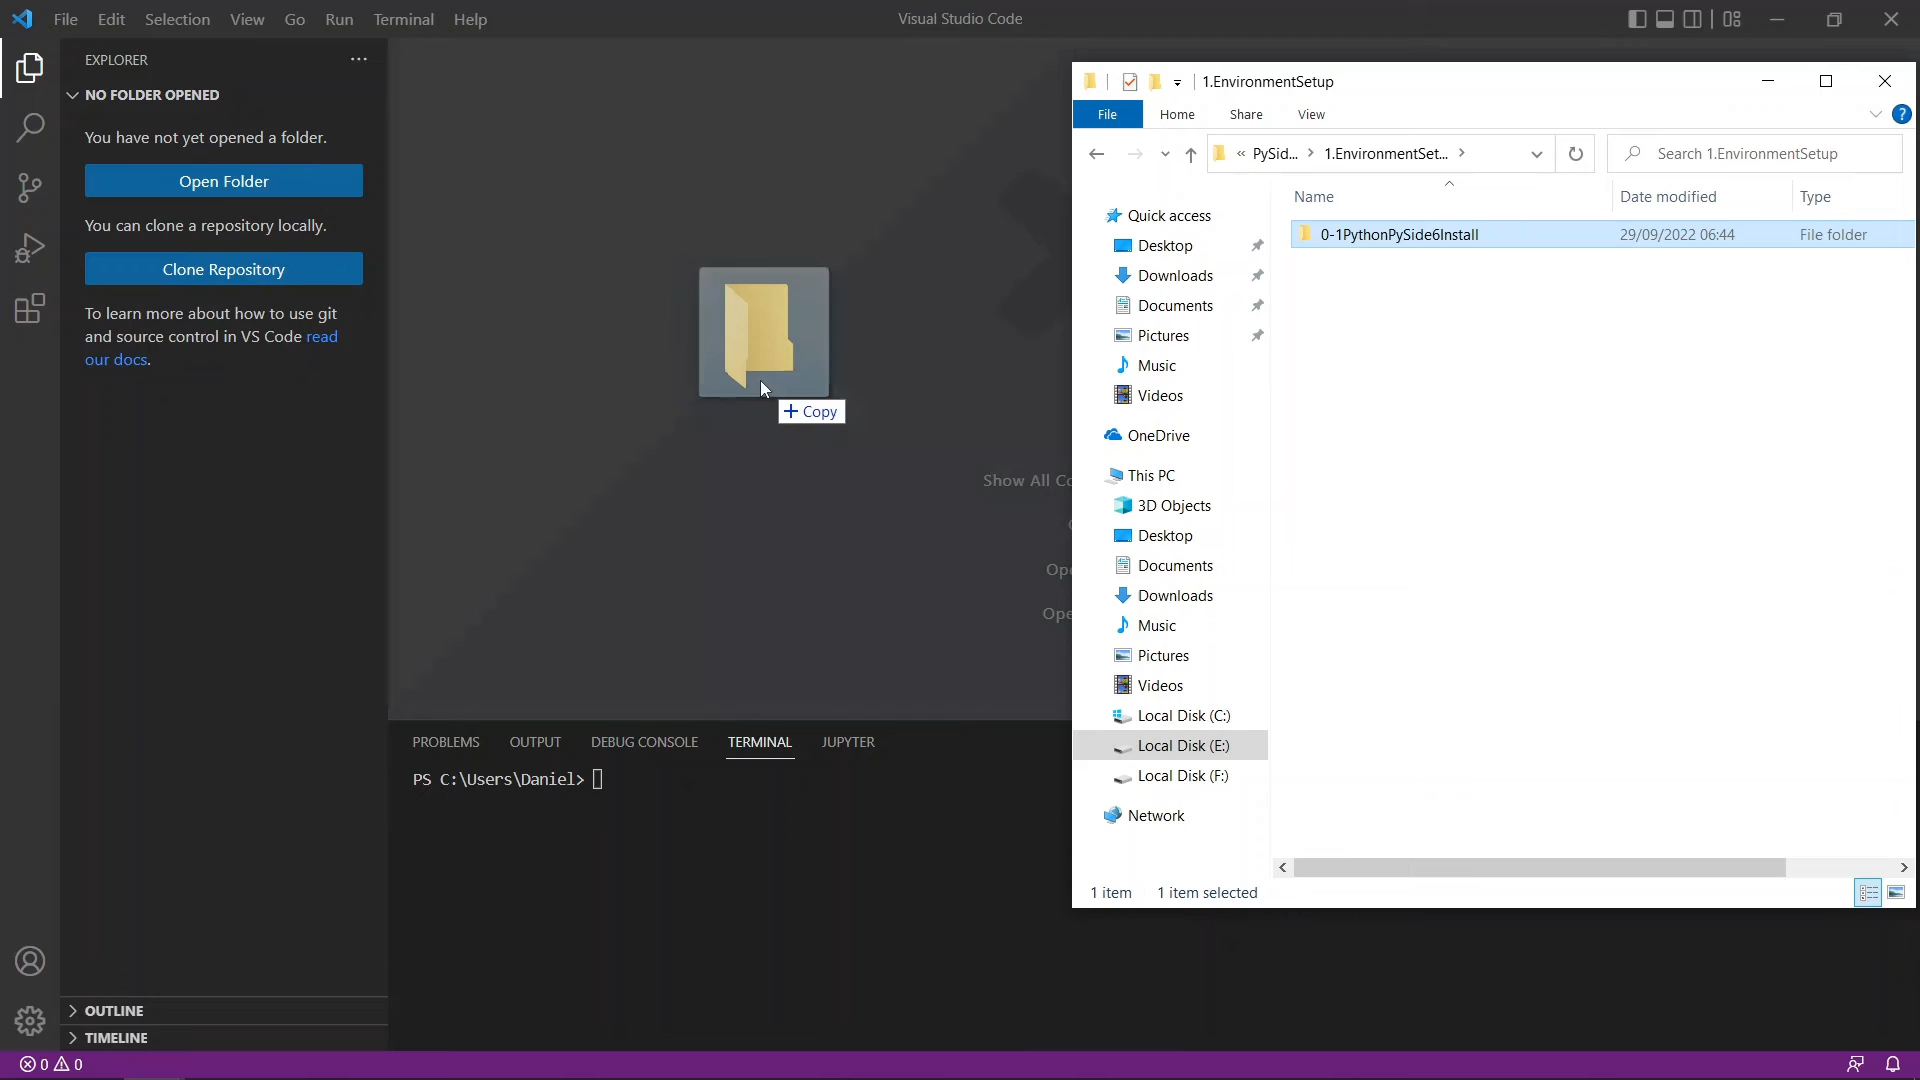 File Edit Selection View Go Run Terminal Help
Visual Studio Code
EXPLORER
NO FOLDER OPENED
You have not yet opened a folder.
Open Folder
You can clone a repository locally.
Clone Repository
To learn more about how to use git
and source control in VS Code read
our docs.
OUTLINE
TIMELINE
0 0
Copy
Show All
PROBLEMS OUTPUT DEBUG CONSOLE TERMINAL JUPYTER
PS C:\Users\Daniel>
1.EnvironmentSetup
File Home Share View
« PySid... 1.EnvironmentSet...
Search 1.EnvironmentSetup
Name Date modified Type
0-1PythonPySide6Install 29/09/2022 06:44 File folder
Quick access
Desktop
Downloads
Documents
Pictures
Music
Videos
OneDrive
This PC
3D Objects
Desktop
Documents
Downloads
Music
Pictures
Videos
Local Disk (C:)
Local Disk (E:)
Local Disk (F:)
Network
1 item 1 item selected